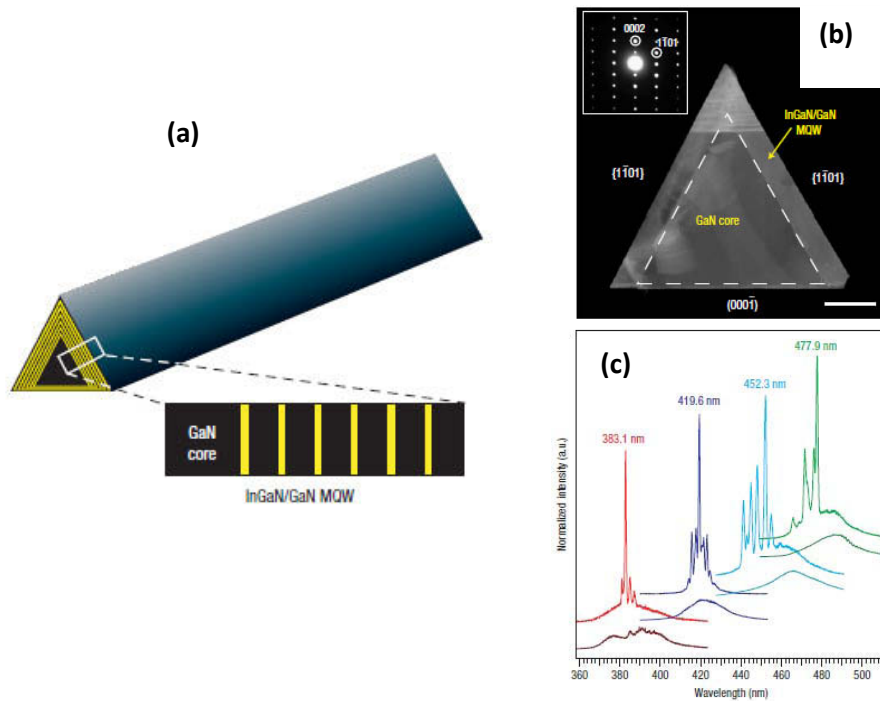 (a)
GaN
core
InGaN/GaN MQW
(b)
0002
11̄01
InGaN/GaN
MQW
{11̄01}
{11̄01}
GaN core
(0001̄)
(c)
477.9 nm
452.3 nm
419.6 nm
383.1 nm
Normalized intensity (a.u.)
360 380 400 420 440 460 480 500
Wavelength (nm)